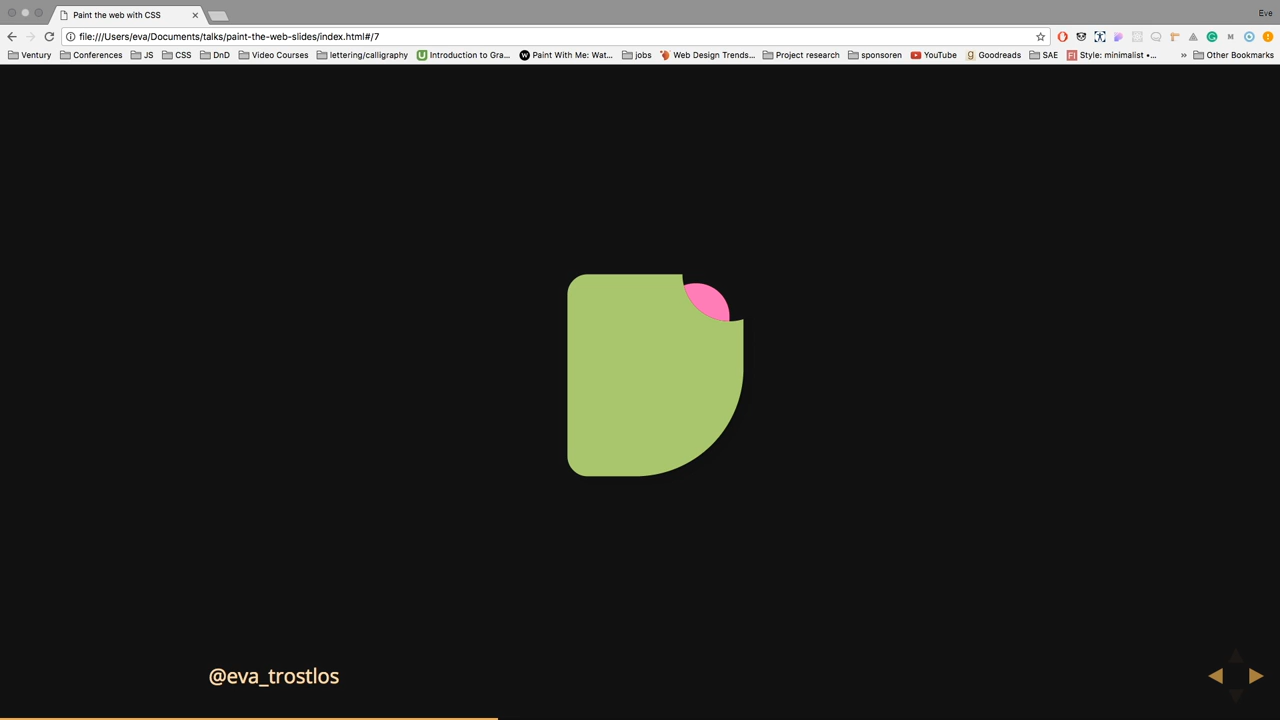 Paint the web with CSS
Eve
file:///Users/eva/Documents/talks/paint-the-web-slides/index.html#/7
Ventury Conferences JS CSS DnD Video Courses lettering/calligraphy Introduction to Gra... Paint With Me: Wat... jobs Web Design Trends... Project research sponsoren YouTube Goodreads SAE Style: minimalist •... » Other Bookmarks
@eva_trostlos